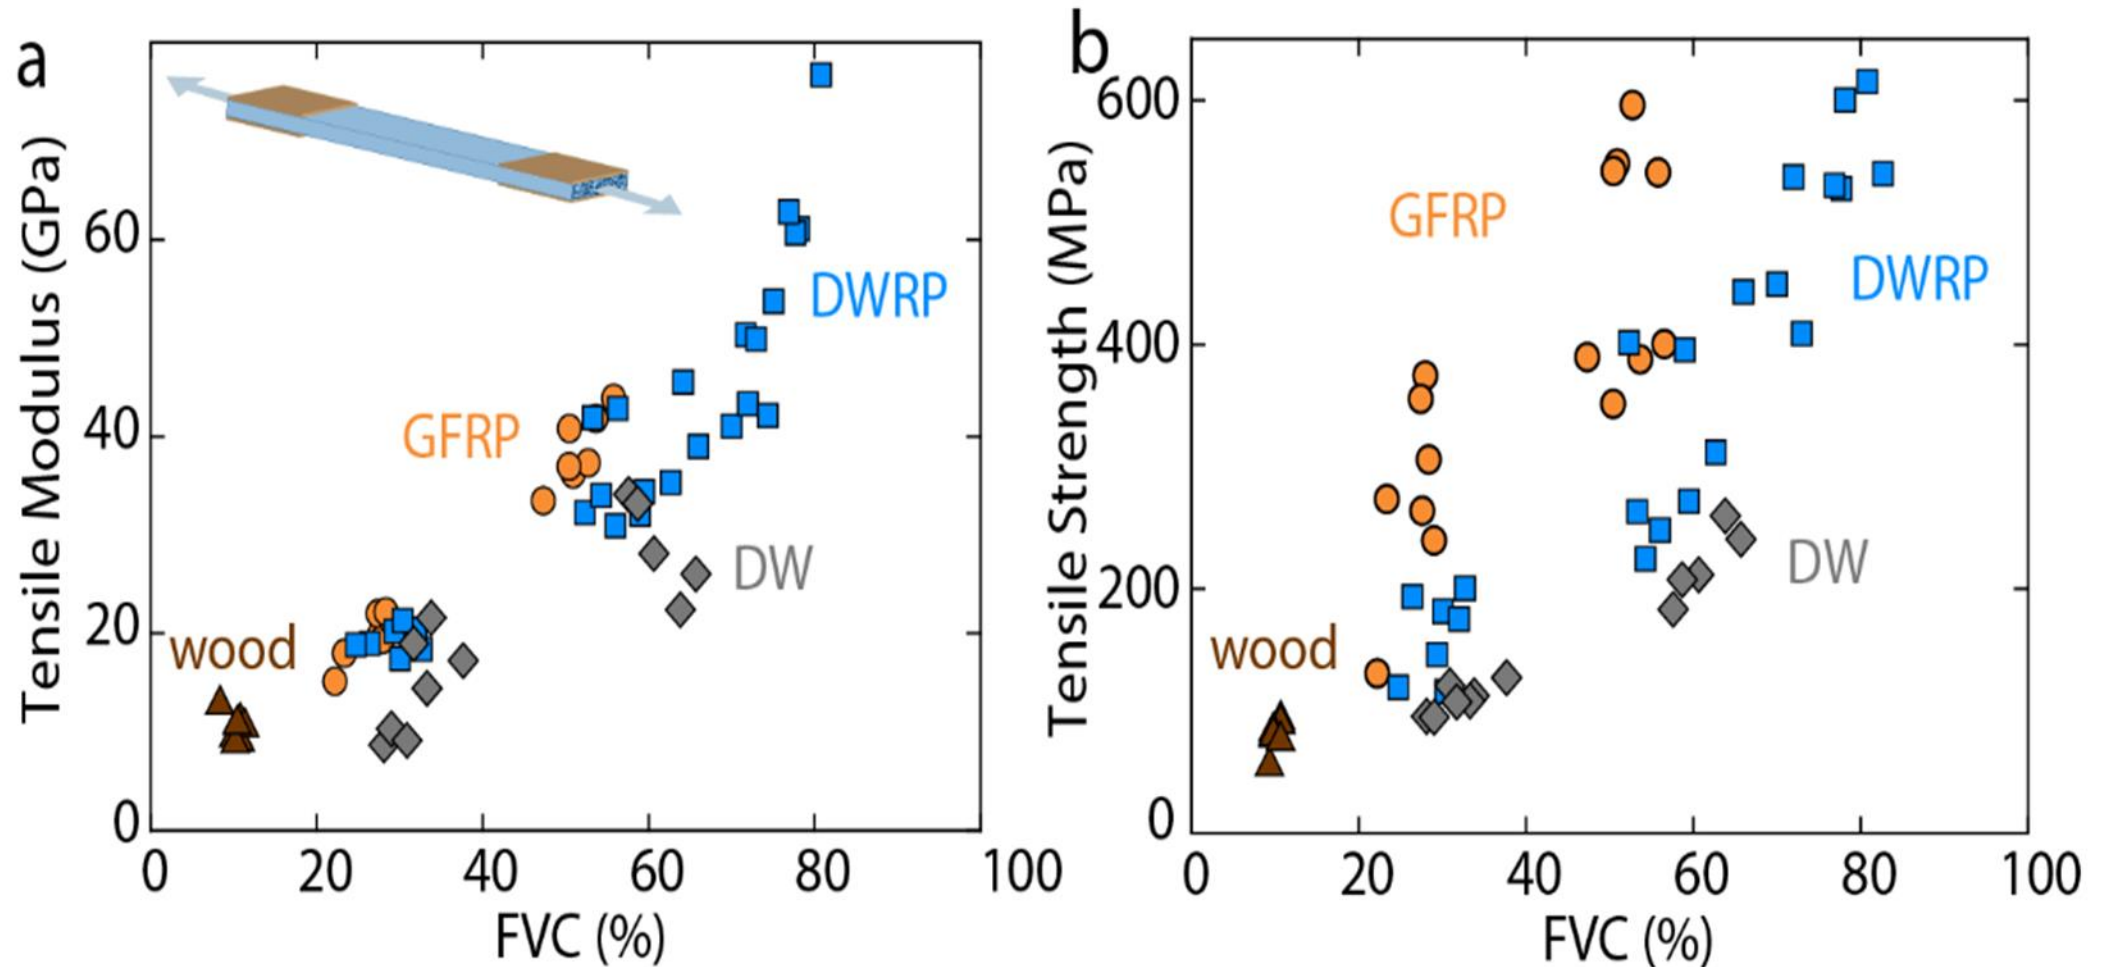 a
Tensile Modulus (GPa)
60
40
20
0
GFRP
DWRP
DW
wood
0 20 40 60 80 100
FVC (%)
b
Tensile Strength (MPa)
600
400
200
0
GFRP
DWRP
DW
wood
0 20 40 60 80 100
FVC (%)